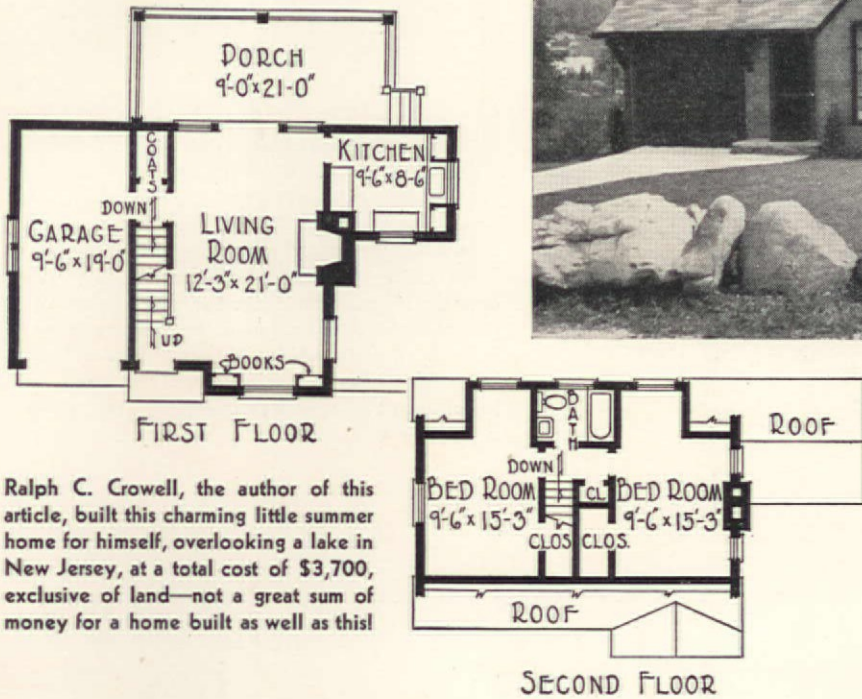 PORCH
9'-0"x21-0"
COATS
KITCHEN
9'-6"x8-6"
DOWN
GARAGE
9'-6"x19'-0"
LIVING
ROOM
12'-3"x21'-0"
UP
BOOKS
FIRST FLOOR
Ralph C. Crowell, the author of this
article, built this charming little summer
home for himself, overlooking a lake in
New Jersey, at a total cost of $3,700,
exclusive of land—not a great sum of
money for a home built as well as this!
BATH
ROOF
DOWN
BED ROOM
9'-6"x15'-3"
CL.
BED ROOM
9'-6"x15'-3"
CLOS.
CLOS.
ROOF
SECOND FLOOR